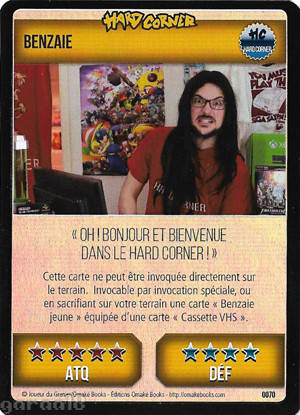 HARD CORNER
BENZAIE
HC
HARD CORNER
« OH ! BONJOUR ET BIENVENUE
DANS LE HARD CORNER ! »
Cette carte ne peut être invoquée directement sur
le terrain. Invocable par invocation spéciale, ou
en sacrifiant sur votre terrain une carte « Benzaie
jeune » équipée d'une carte « Cassette VHS ».
ATQ
DÉF
© Joueur du Grenier/Omaké Books - Éditions Omaké Books - http://omakebooks.com
0070